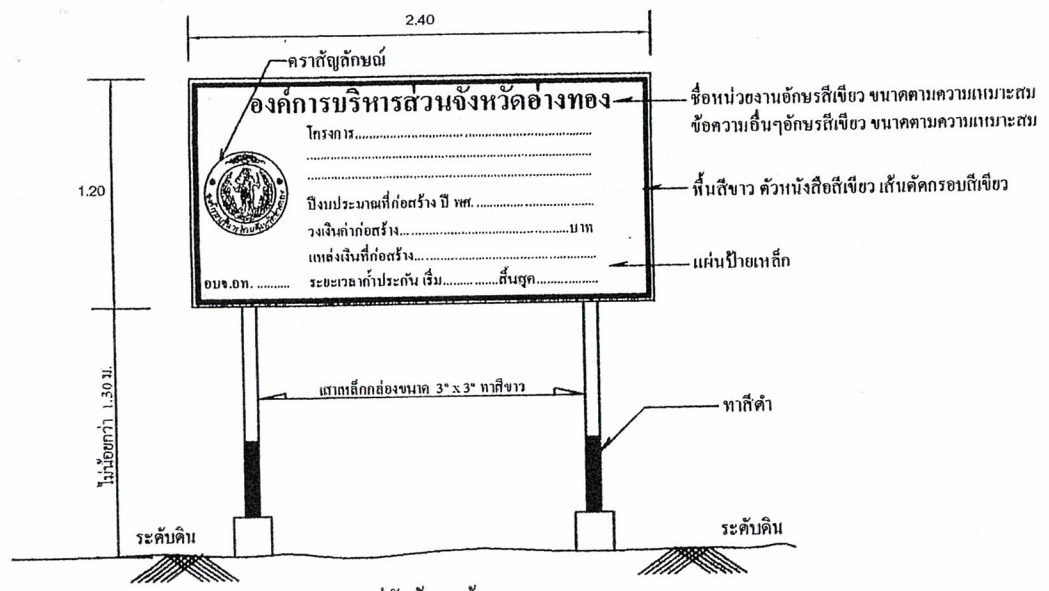 2.40
ตราสัญลักษณ์
องค์การบริหารส่วนจังหวัดอ่างทอง
ชื่อหน่วยงานอักษรสีเขียว ขนาดตามความเหมาะสม
ข้อความอื่นๆอักษรสีเขียว ขนาดตามความเหมาะสม
โครงการ
1.20
พื้นสีขาว ตัวหนังสือสีเขียว เส้นตัดกรอบสีเขียว
ปีงบประมาณที่ก่อสร้าง ปี พศ.
วงเงินค่าก่อสร้าง บาท
แหล่งเงินที่ก่อสร้าง
แผ่นป้ายเหล็ก
อบจ.อท. ระยะเวลาค้ำประกัน เริ่ม สิ้นสุด
ไม่น้อยกว่า 1.30 ม.
เสาเหล็กกล่องขนาด 3" x 3" ทาสีขาว
ทาสีดำ
ระดับดิน
ระดับดิน